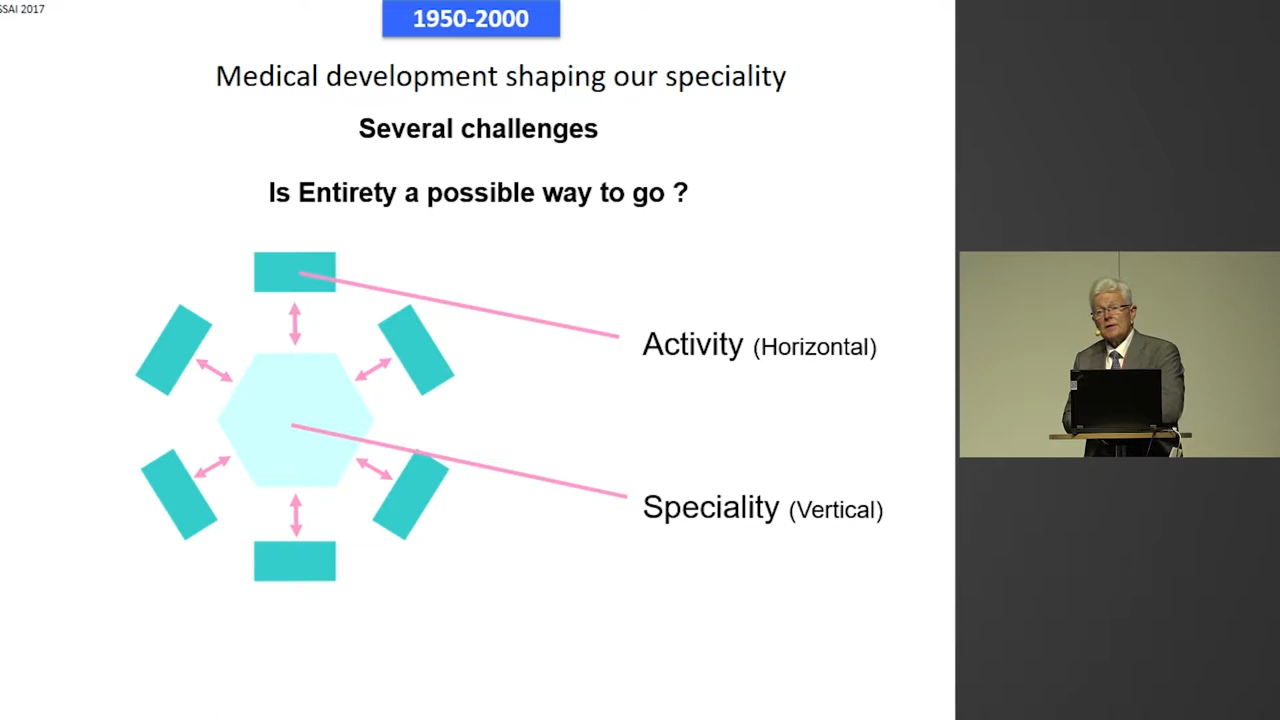 SSAI 2017
1950-2000
Medical development shaping our speciality
Several challenges
Is Entirety a possible way to go ?
Activity (Horizontal)
Speciality (Vertical)